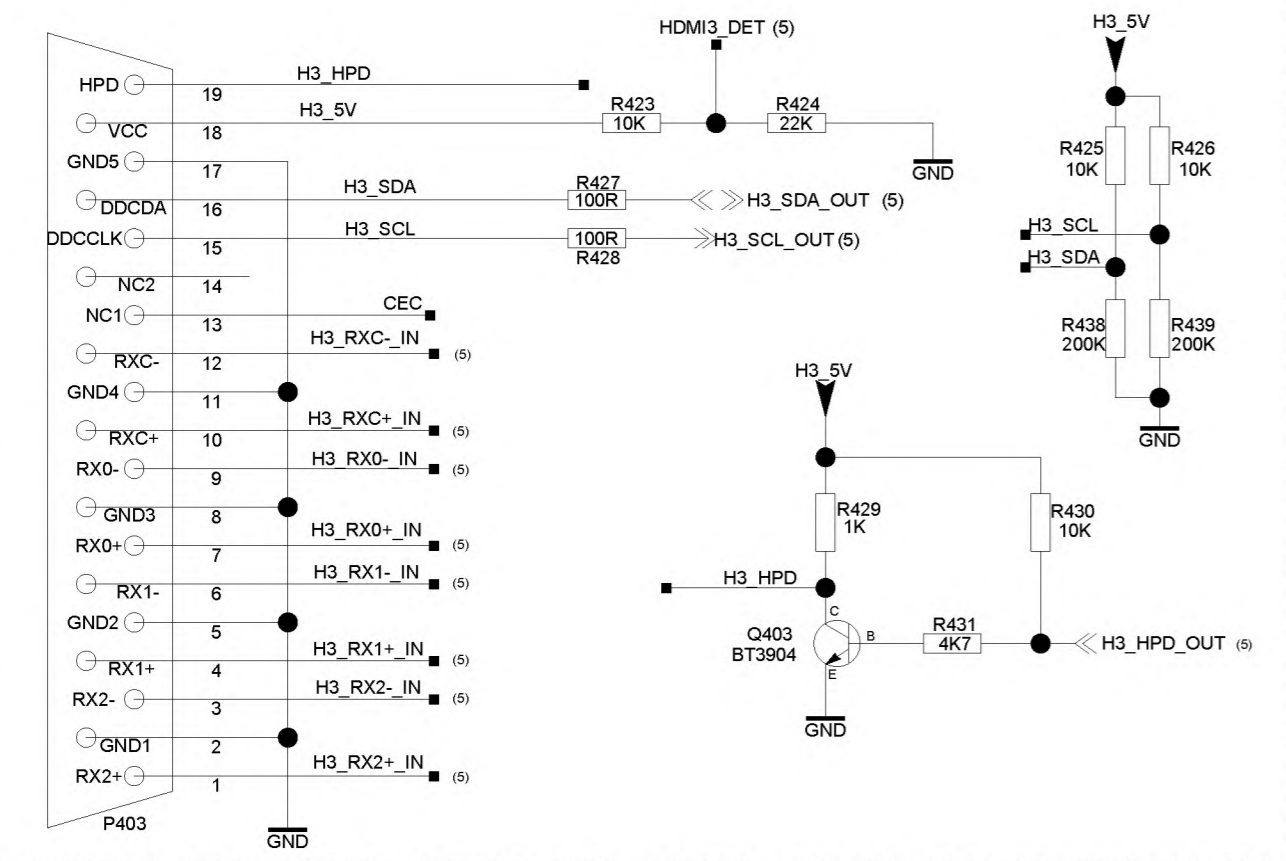 HPD
19
H3_HPD
VCC
18
H3_5V
R423
10K
HDMI3_DET (5)
R424
22K
GND
GND5
17
DDCDA
16
H3_SDA
R427
100R
H3_SDA_OUT (5)
DDCCLK
15
H3_SCL
100R
R428
H3_SCL_OUT(5)
NC2
14
NC1
13
CEC
RXC-
12
H3_RXC-_IN (5)
GND4
11
RXC+
10
H3_RXC+_IN (5)
RX0-
9
H3_RX0-_IN (5)
GND3
8
RX0+
7
H3_RX0+_IN (5)
RX1-
6
H3_RX1-_IN (5)
GND2
5
RX1+
4
H3_RX1+_IN (5)
RX2-
3
H3_RX2-_IN (5)
GND1
2
RX2+
1
H3_RX2+_IN (5)
P403
GND
H3_5V
R425
10K
R426
10K
H3_SCL
H3_SDA
R438
200K
R439
200K
GND
H3_5V
R429
1K
R430
10K
H3_HPD
C
Q403
BT3904
B
E
R431
4K7
H3_HPD_OUT (5)
GND